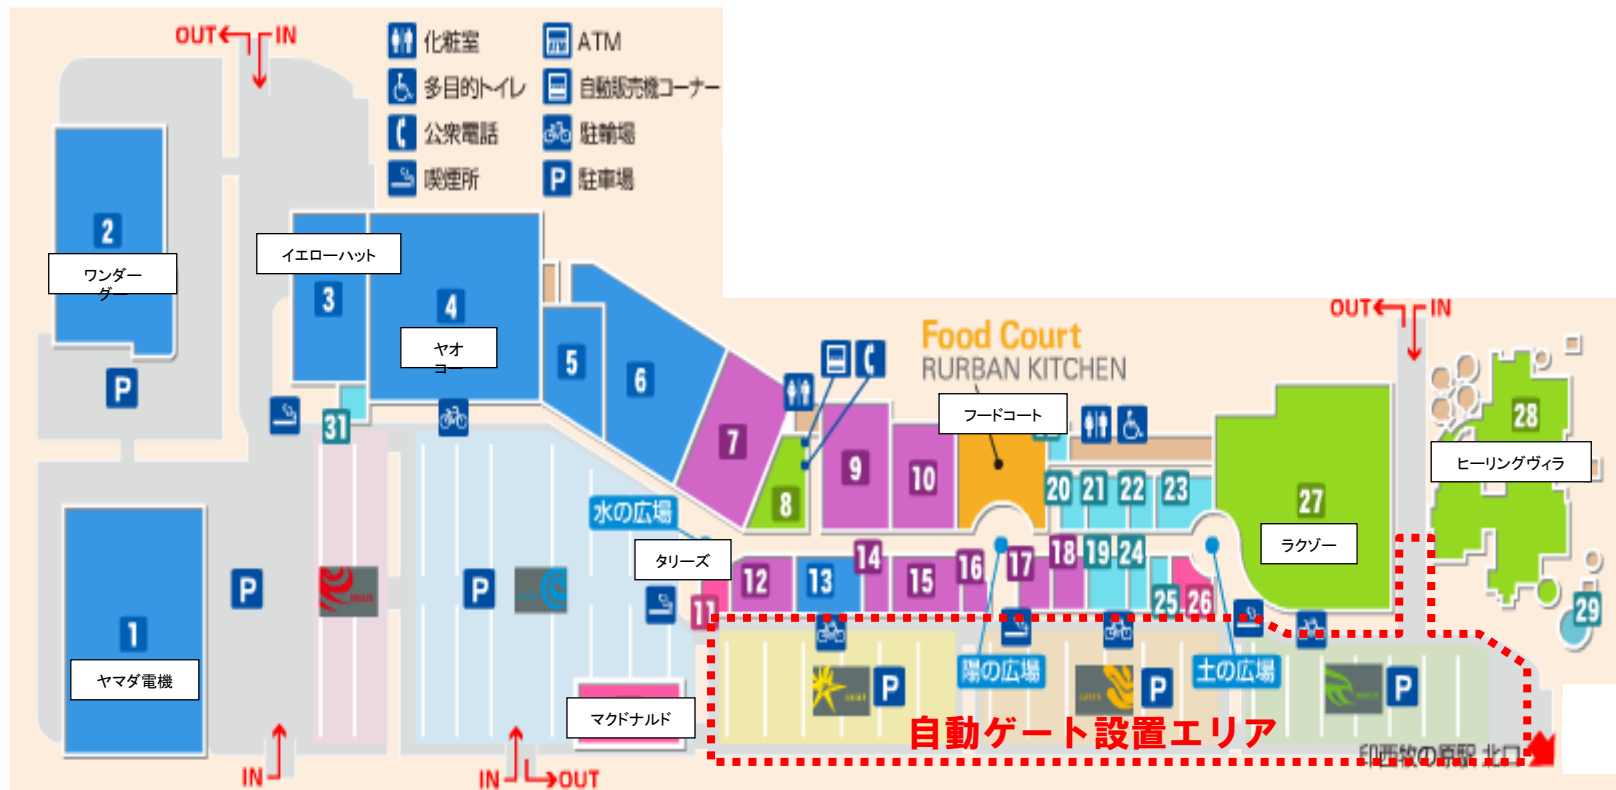 OUT IN
化粧室
ATM
多目的トイレ
自動販売機コーナー
公衆電話
駐輪場
喫煙所
P 駐車場
2
ワンダー
グー
イエローハット
3
4
ヤオ
コー
5
6
7
8
9
10
Food Court
RURBAN KITCHEN
フードコート
OUT IN
P
31
20
21
22
23
27
ラクゾー
28
ヒーリングヴィラ
29
水の広場
タリーズ
11
12
13
14
15
16
17
18
19
24
25
26
1
ヤマダ電機
P
P
マクドナルド
陽の広場
土の広場
P
P
P
自動ゲート設置エリア
印西牧の原駅 北口
IN
IN OUT